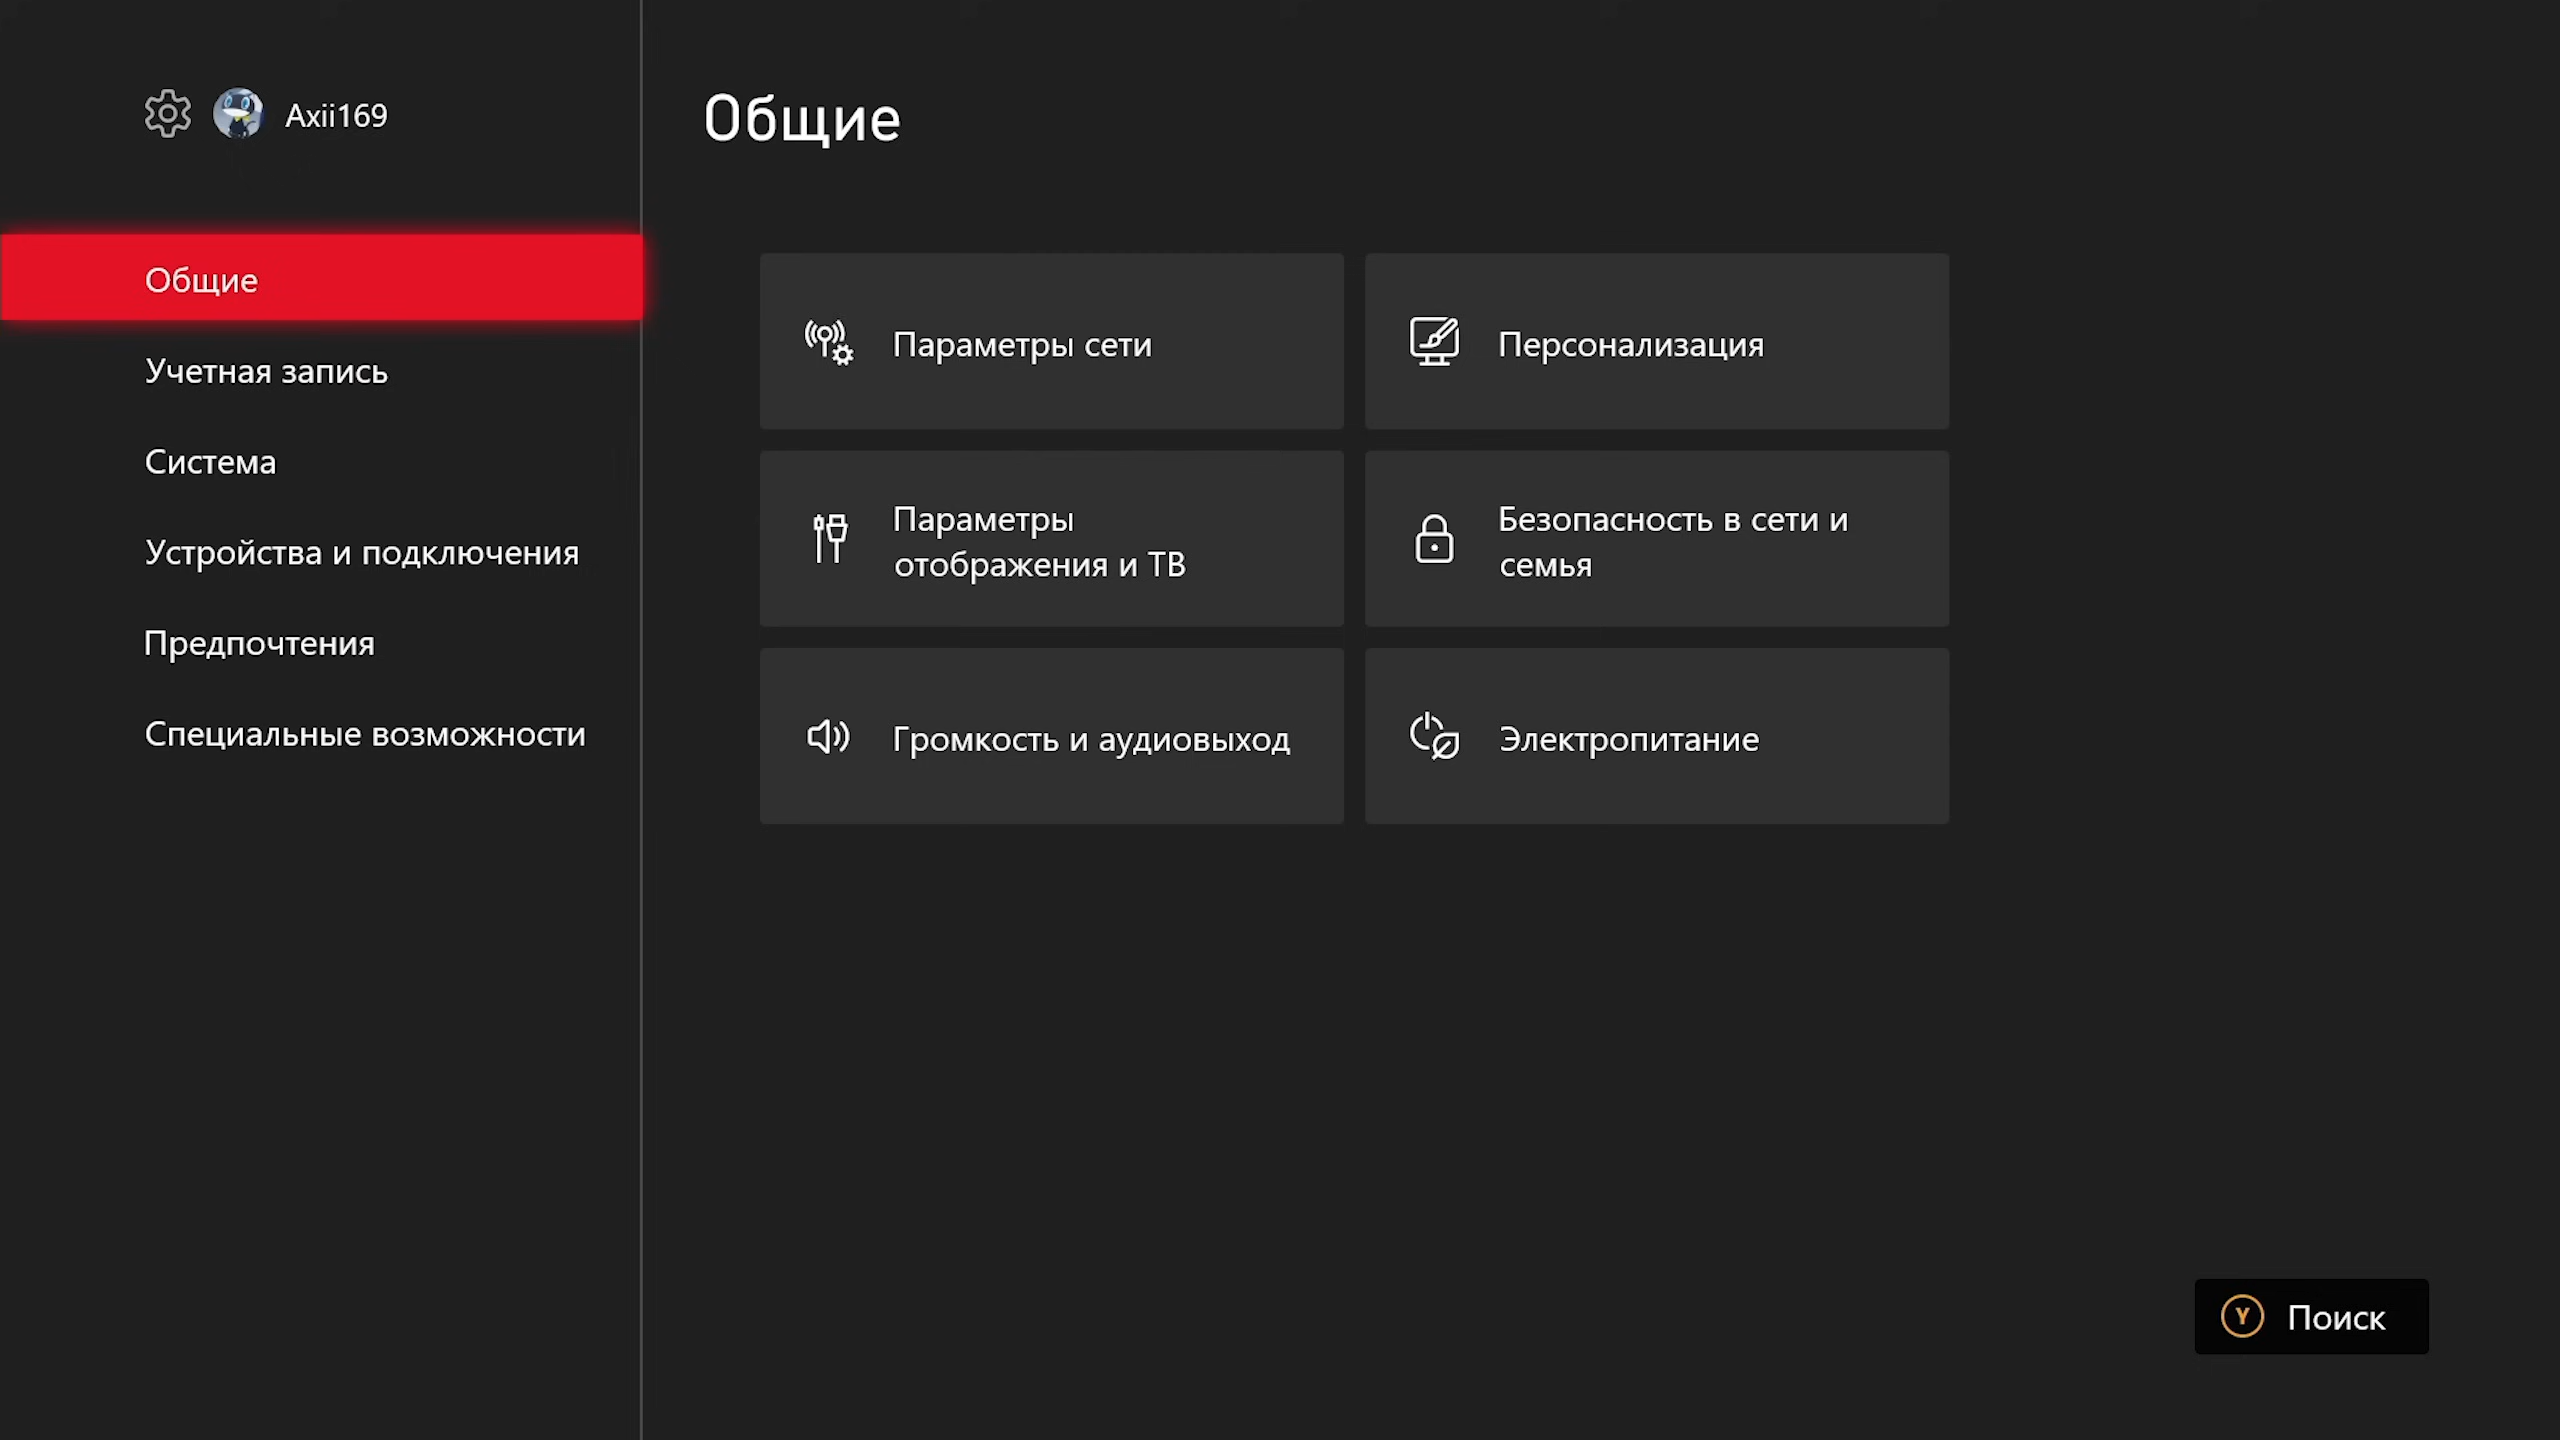 Axii169
Общие
Учетная запись
Система
Устройства и подключения
Предпочтения
Специальные возможности
Общие
Параметры сети
Персонализация
Параметры
отображения и ТВ
Безопасность в сети и
семья
Громкость и аудиовыход
Электропитание
Y Поиск